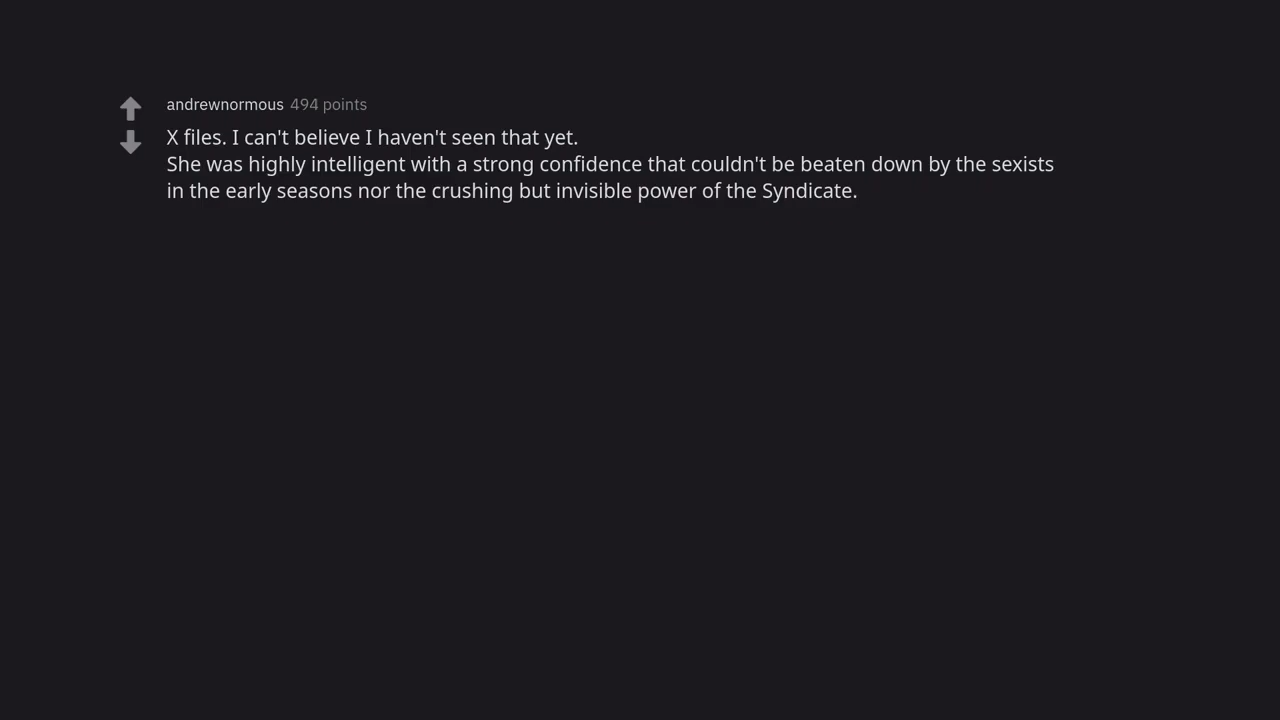 andrewnormous 494 points
X files. I can't believe I haven't seen that yet.
She was highly intelligent with a strong confidence that couldn't be beaten down by the sexists
in the early seasons nor the crushing but invisible power of the Syndicate.